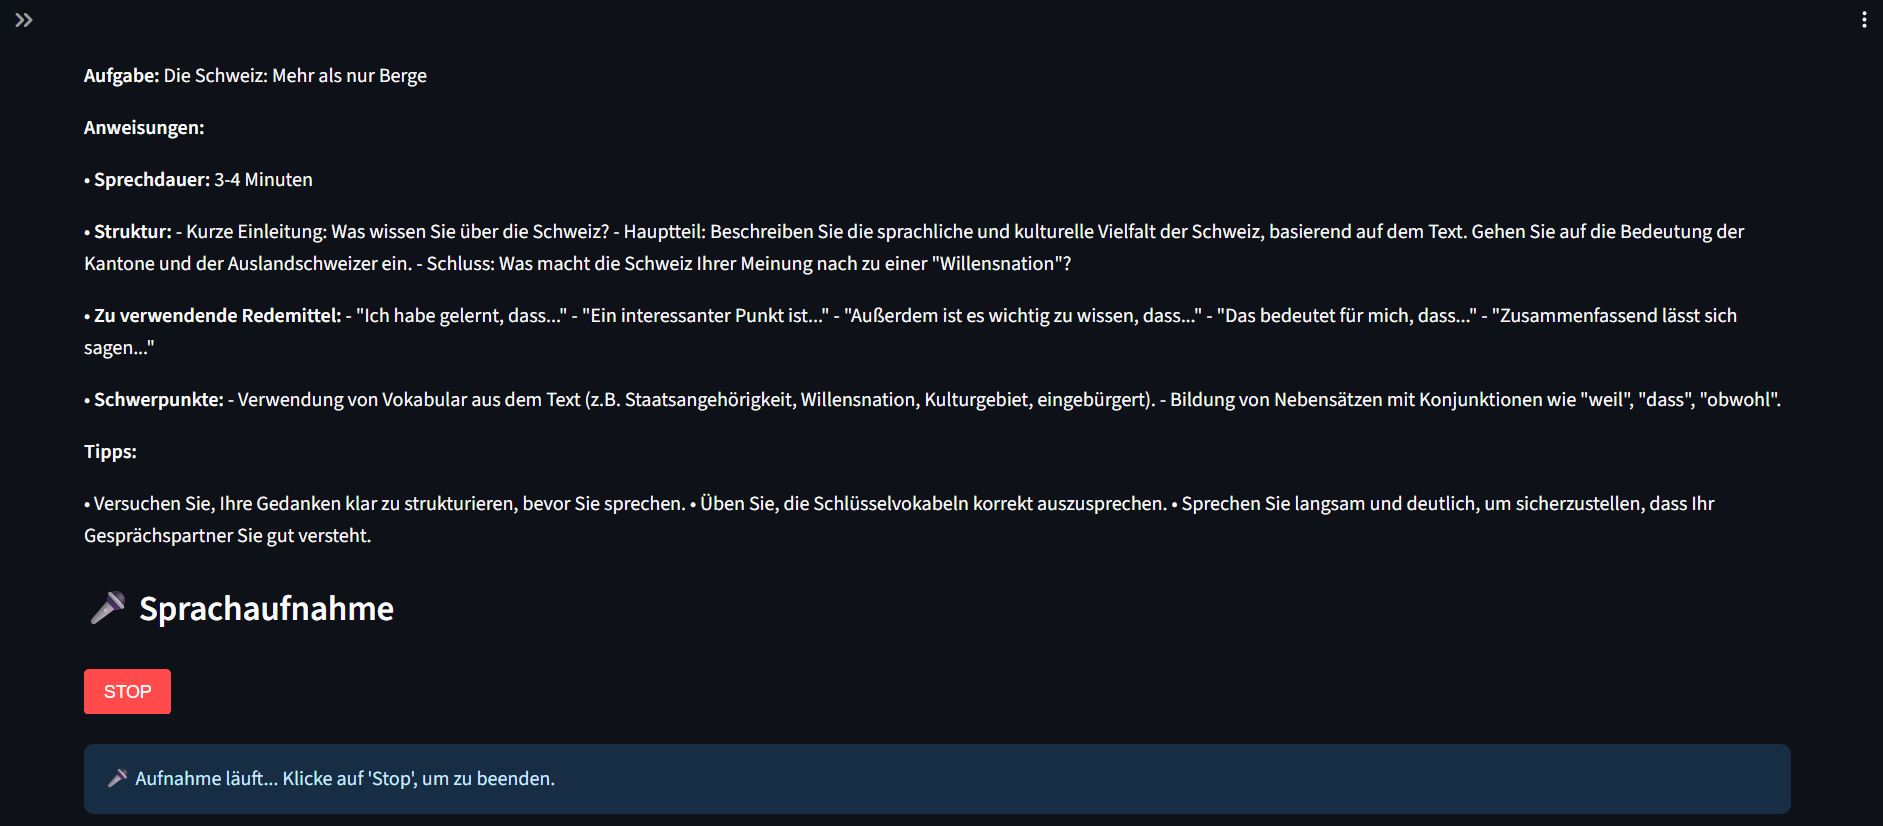 Aufgabe: Die Schweiz: Mehr als nur Berge
Anweisungen:
• Sprechdauer: 3-4 Minuten
• Struktur: - Kurze Einleitung: Was wissen Sie über die Schweiz? - Hauptteil: Beschreiben Sie die sprachliche und kulturelle Vielfalt der Schweiz, basierend auf dem Text. Gehen Sie auf die Bedeutung der
Kantone und der Auslandschweizer ein. - Schluss: Was macht die Schweiz Ihrer Meinung nach zu einer "Willensnation"?
• Zu verwendende Redemittel: - "Ich habe gelernt, dass..." - "Ein interessanter Punkt ist..." - "Außerdem ist es wichtig zu wissen, dass..." - "Das bedeutet für mich, dass..." - "Zusammenfassend lässt sich
sagen..."
• Schwerpunkte: - Verwendung von Vokabular aus dem Text (z.B. Staatsangehörigkeit, Willensnation, Kulturgebiet, eingebürgert). - Bildung von Nebensätzen mit Konjunktionen wie "weil", "dass", "obwohl".
Tipps:
• Versuchen Sie, Ihre Gedanken klar zu strukturieren, bevor Sie sprechen. • Üben Sie, die Schlüsselvokabeln korrekt auszusprechen. • Sprechen Sie langsam und deutlich, um sicherzustellen, dass Ihr
Gesprächspartner Sie gut versteht.
Sprachaufnahme
STOP
Aufnahme läuft... Klicke auf 'Stop', um zu beenden.